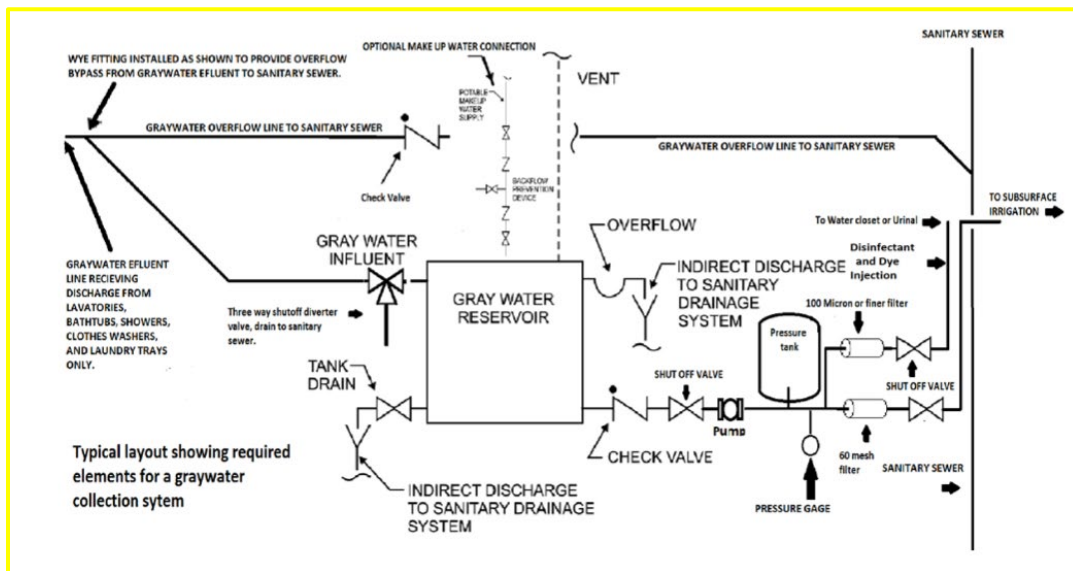 SANITARY SEWER
OPTIONAL MAKE UP WATER CONNECTION
WYE FITTING INSTALLED AS SHOWN TO PROVIDE OVERFLOW
BYPASS FROM GRAYWATER EFLUENT TO SANITARY SEWER.
VENT
POTABLE
MAKEUP
WATER
SUPPLY
GRAYWATER OVERFLOW LINE TO SANITARY SEWER
GRAYWATER OVERFLOW LINE TO SANITARY SEWER
Check Valve
BACKFLOW
PREVENTION
DEVICE
TO SUBSURFACE
IRRIGATION
To Water closet or Urinal
OVERFLOW
GRAY WATER
INFLUENT
Disinfectant
and Dye
Injection
GRAYWATER EFLUENT
LINE RECIEVING
DISCHARGE FROM
LAVATORIES,
BATHTUBS, SHOWERS,
CLOTHES WASHERS,
AND LAUNDRY TRAYS
ONLY.
INDIRECT DISCHARGE
TO SANITARY
DRAINAGE
SYSTEM
GRAY WATER
RESERVOIR
100 Micron or finer filter
Three way shutoff diverter
valve, drain to sanitary
sewer.
Pressure
tank
TANK
DRAIN
SHUT OFF VALVE
SHUT OFF VALVE
Pump
Typical layout showing required
elements for a graywater
collection sytem
CHECK VALVE
60 mesh
filter
SANITARY SEWER
INDIRECT DISCHARGE
TO SANITARY DRAINAGE
SYSTEM
PRESSURE GAGE